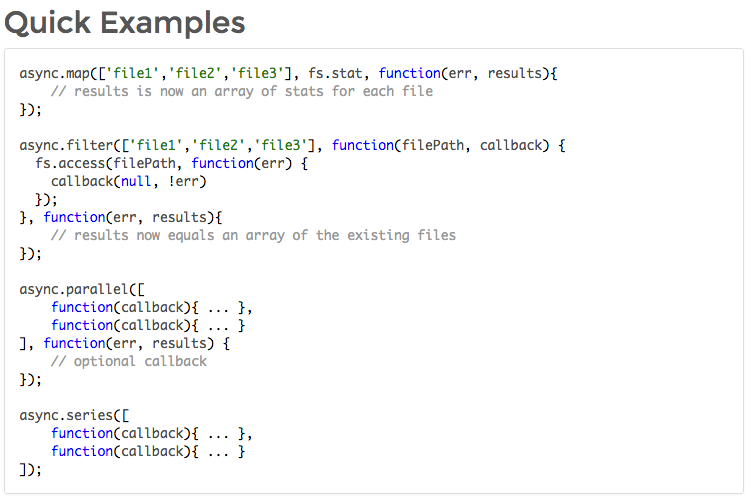 Quick Examples
async.map(['file1','file2','file3'], fs.stat, function(err, results){
    // results is now an array of stats for each file
});

async.filter(['file1','file2','file3'], function(filePath, callback) {
  fs.access(filePath, function(err) {
    callback(null, !err)
  });
}, function(err, results){
    // results now equals an array of the existing files
});

async.parallel([
    function(callback){ ... },
    function(callback){ ... }
], function(err, results) {
    // optional callback
});

async.series([
    function(callback){ ... },
    function(callback){ ... }
]);